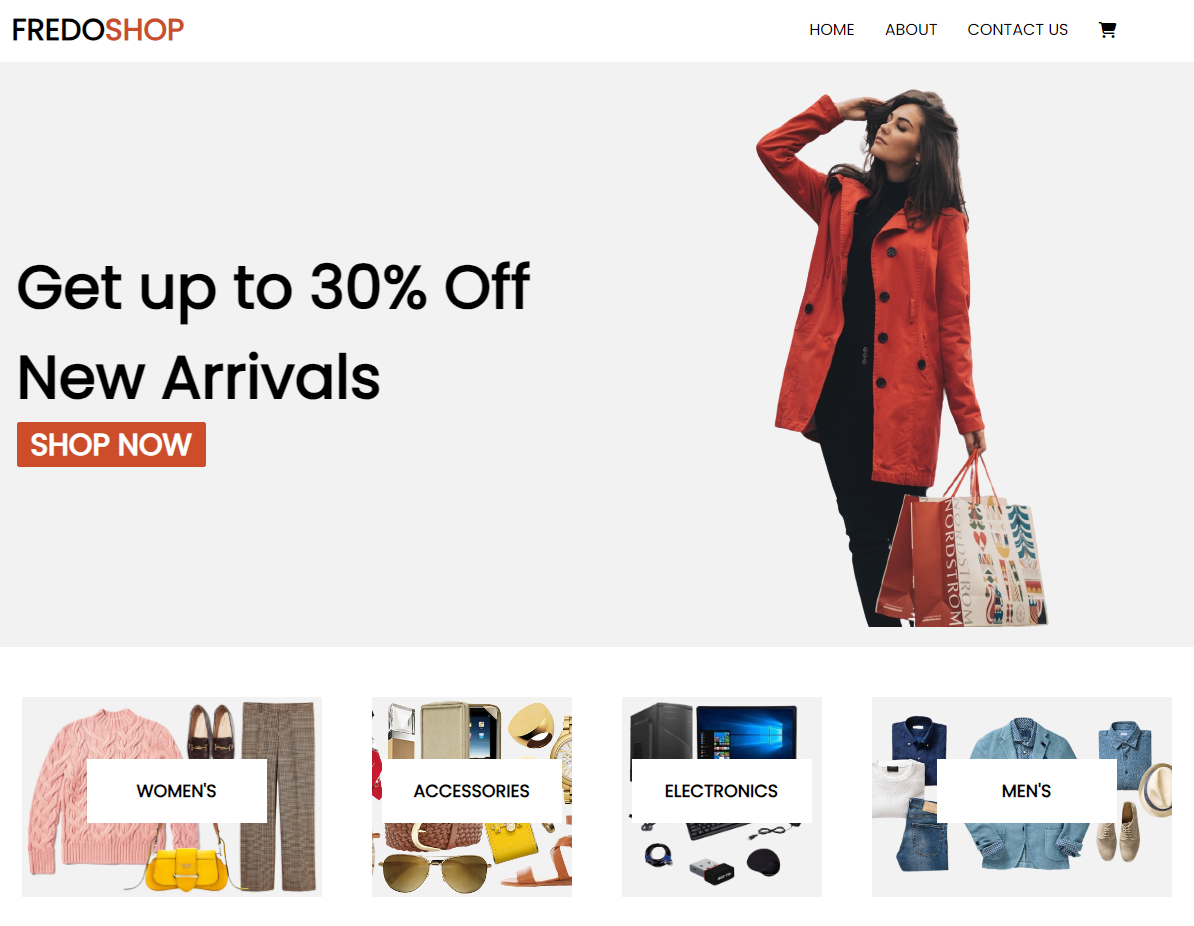 FREDOSHOP
HOME ABOUT CONTACT US
Get up to 30% Off
New Arrivals
SHOP NOW
NORDSTROM
NORDSTROM
WOMEN'S
ACCESSORIES
ELECTRONICS
MEN'S